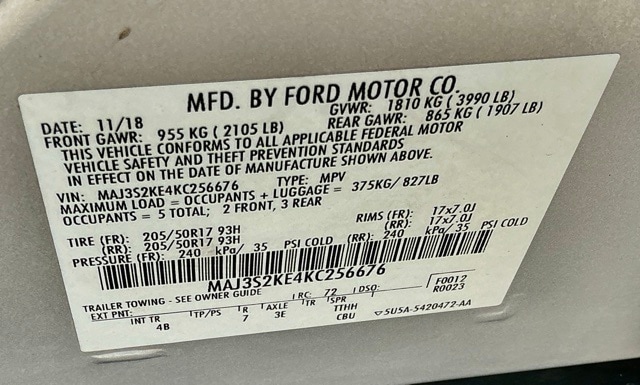 MFD. BY FORD MOTOR CO.
DATE: 11/18 GVWR: 1810 KG ( 3990 LB)
FRONT GAWR: 955 KG ( 2105 LB) REAR GAWR: 865 KG ( 1907 LB)
THIS VEHICLE CONFORMS TO ALL APPLICABLE FEDERAL MOTOR
VEHICLE SAFETY AND THEFT PREVENTION STANDARDS
IN EFFECT ON THE DATE OF MANUFACTURE SHOWN ABOVE.
VIN: MAJ3S2KE4KC256676 TYPE: MPV
MAXIMUM LOAD = OCCUPANTS + LUGGAGE = 375KG/ 827LB
OCCUPANTS = 5 TOTAL; 2 FRONT, 3 REAR
TIRE (FR): 205/50R17 93H RIMS (FR): 17x7.0J
(RR): 205/50R17 93H (RR): 17x7.0J
PRESSURE (FR): 240 kPa/ 35 PSI COLD (RR): 240 kPa/ 35 PSI COLD
MAJ3S2KE4KC256676
TRAILER TOWING - SEE OWNER GUIDE F0012
EXT PNT: RC: 72 DSO: R0023
INT TR TP/PS R AXLE TR SPR
4B 7 3E TTHH
CBU 5U5A-5420472-AA